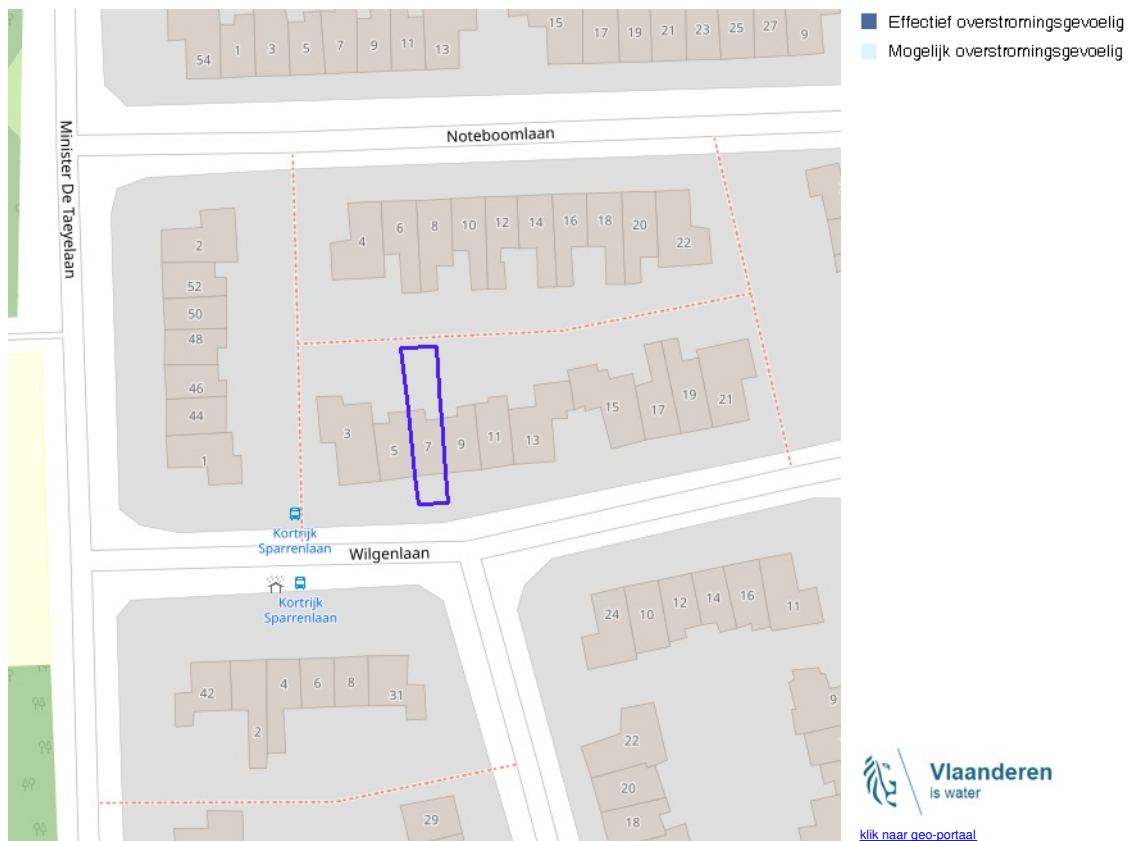 Effectief overstromingsgevoelig
Mogelijk overstromingsgevoelig
54 1 3 5 7 9 11 13
15 17 19 21 23 25 27 9
Noteboomlaan
Minister De Taeyelaan
2
52
50
48
46
44
1
4 6 8 10 12 14 16 18 20 22
3 5 7 9 11 13 15 17 19 21
Kortrijk
Sparrenlaan
Wilgenlaan
Kortrijk
Sparrenlaan
42 2 4 6 8 31
24 10 12 14 16 11
9
22
20
18
29
Vlaanderen
is water
klik naar geo-portaal